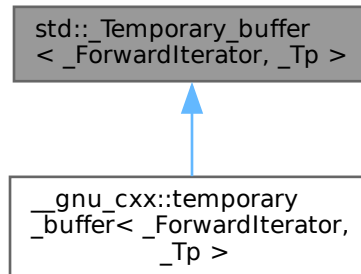 std::_Temporary_buffer
< _ForwardIterator, _Tp >
__gnu_cxx::temporary
_buffer< _ForwardIterator,
_Tp >